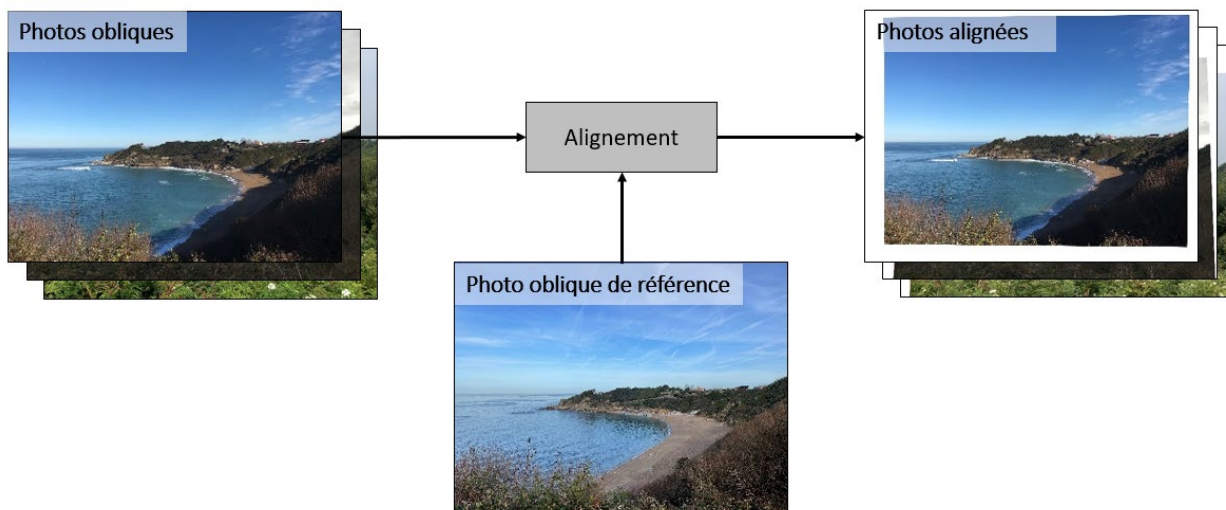 Photos obliques
Photos alignées
Alignement
Photo oblique de référence